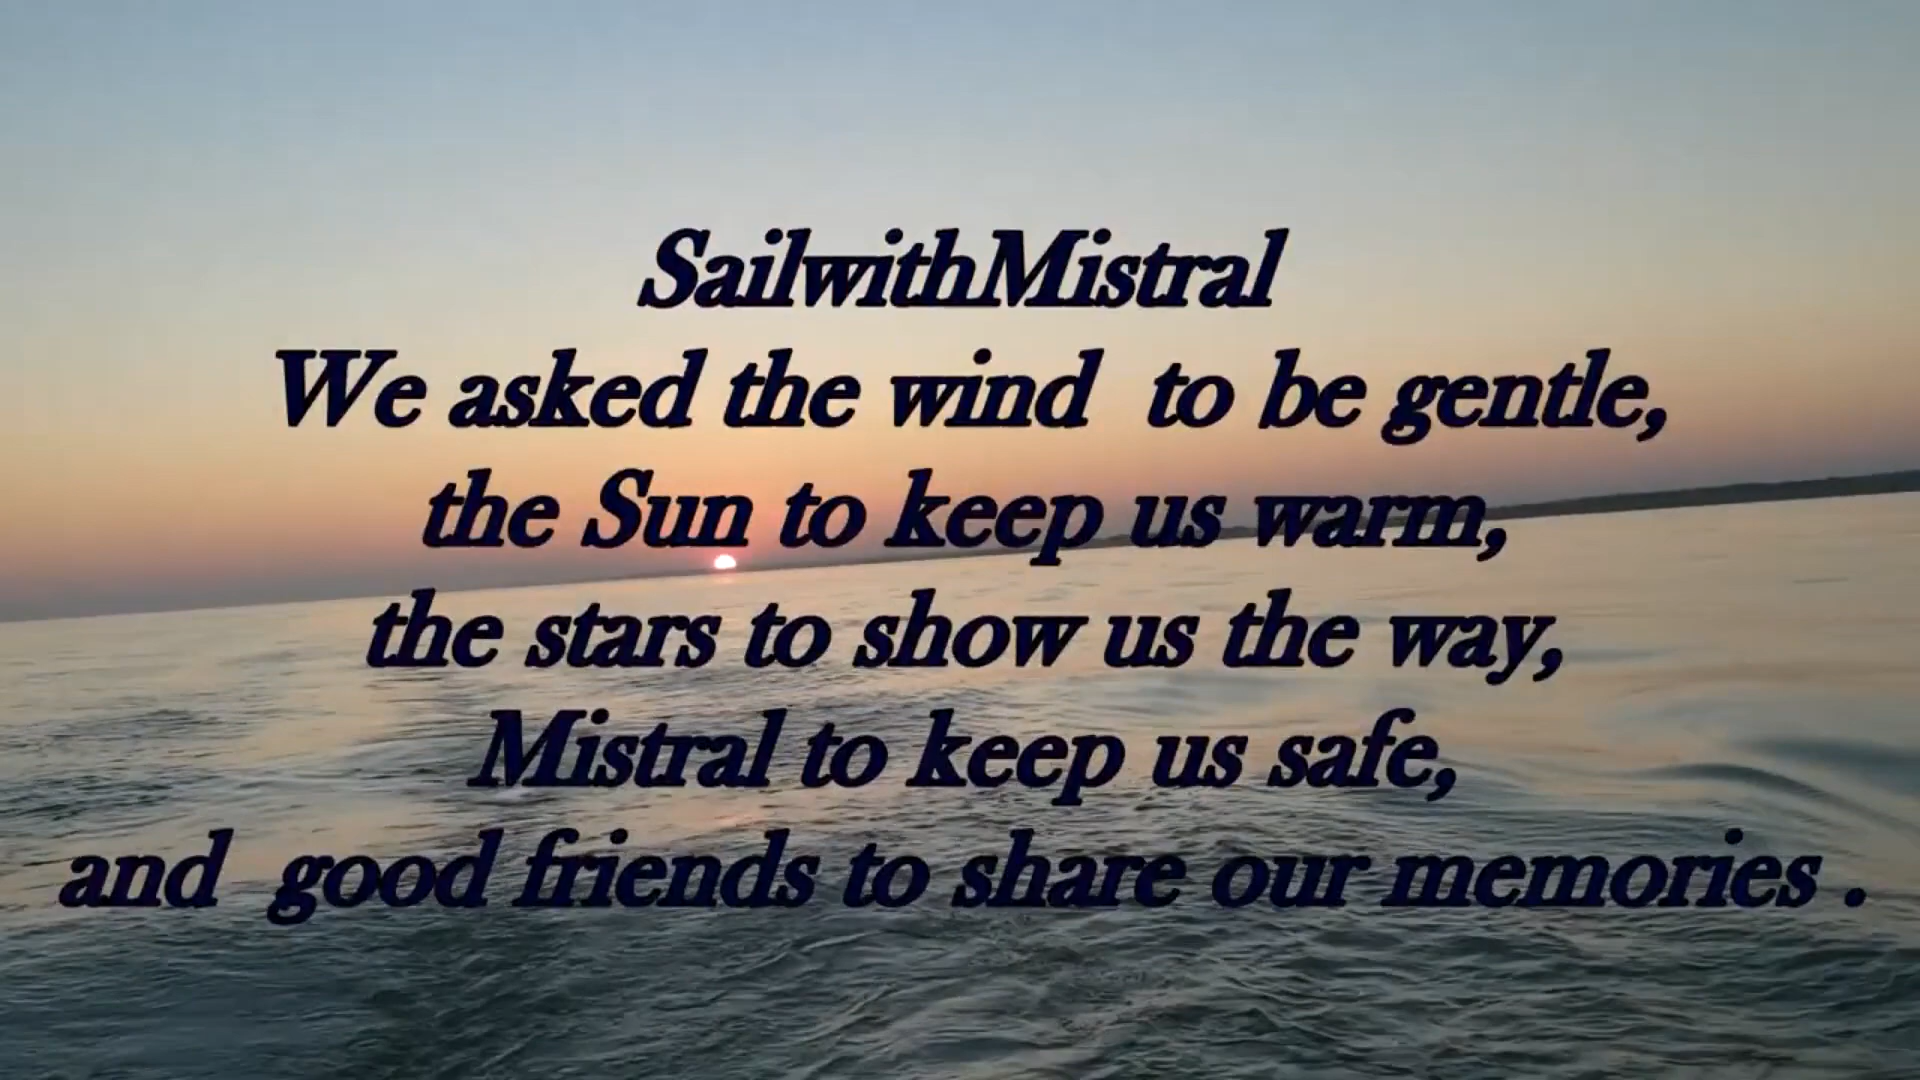 SailwithMistral
We asked the wind  to be gentle,
the Sun to keep us warm,
the stars to show us the way,
Mistral to keep us safe,
and  good friends to share our memories .